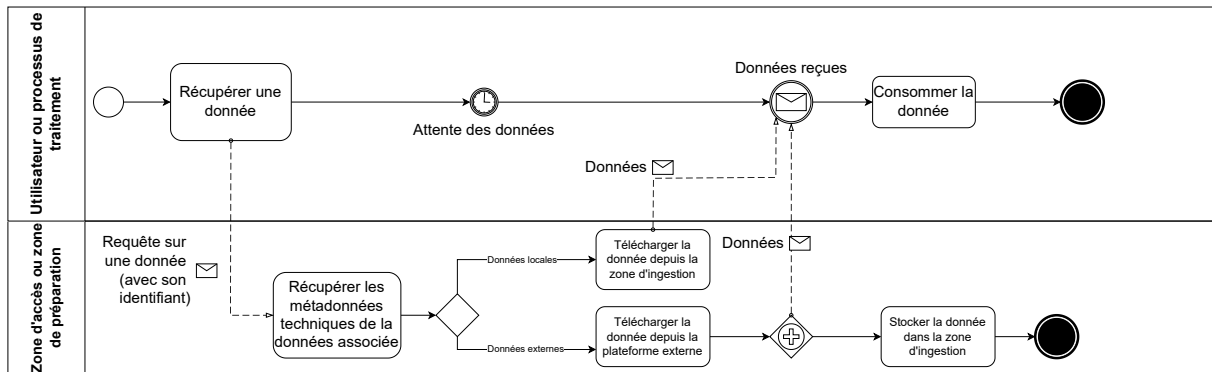 Utilisateur ou processus de
traitement
Récupérer une
donnée
Attente des données
Données reçues
Consommer la
donnée
Données
Zone d'accès ou zone
de préparation
Requête sur
une donnée
(avec son
identifiant)
Récupérer les
métadonnées
techniques de la
données associée
Données locales
Télécharger la
donnée depuis la
zone d'ingestion
Données
Données externes
Télécharger la
donnée depuis la
plateforme externe
Stocker la donnée
dans la zone
d'ingestion